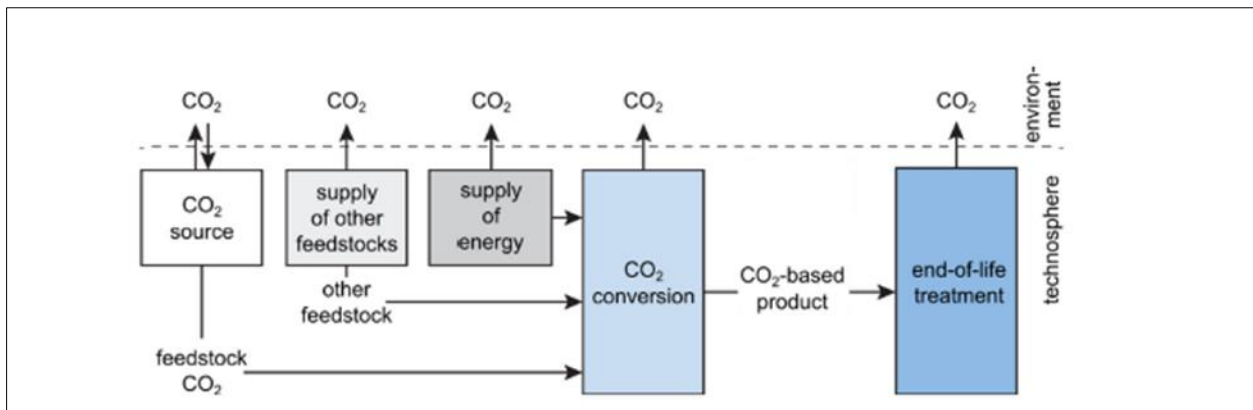 CO₂
CO₂
CO₂
CO₂
CO₂
environ-
ment
CO₂
source
supply
of other
feedstocks
supply
of
energy
CO₂
conversion
CO₂-based
product
end-of-life
treatment
technosphere
other
feedstock
feedstock
CO₂